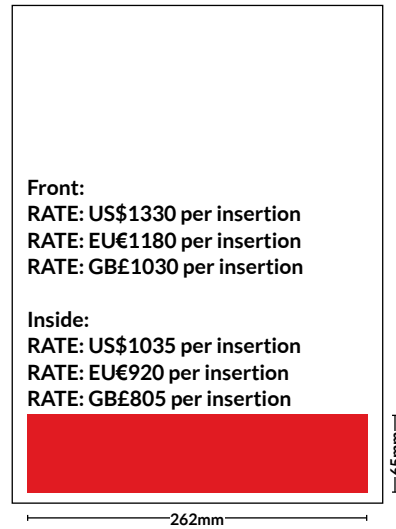 Front:
RATE: US$1330 per insertion
RATE: EU€1180 per insertion
RATE: GB£1030 per insertion
Inside:
RATE: US$1035 per insertion
RATE: EU€920 per insertion
RATE: GB£805 per insertion
65mm
262mm